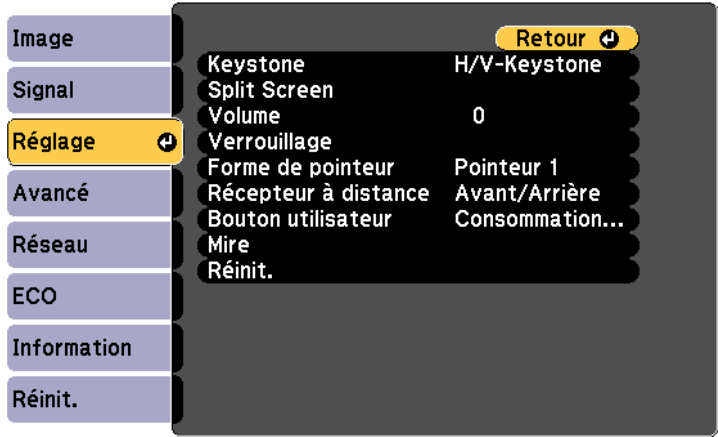 Image
Signal
Réglage
Avancé
Réseau
ECO
Information
Réinit.
Retour
Keystone H/V-Keystone
Split Screen
Volume 0
Verrouillage
Forme de pointeur Pointeur 1
Récepteur à distance Avant/Arrière
Bouton utilisateur Consommation...
Mire
Réinit.